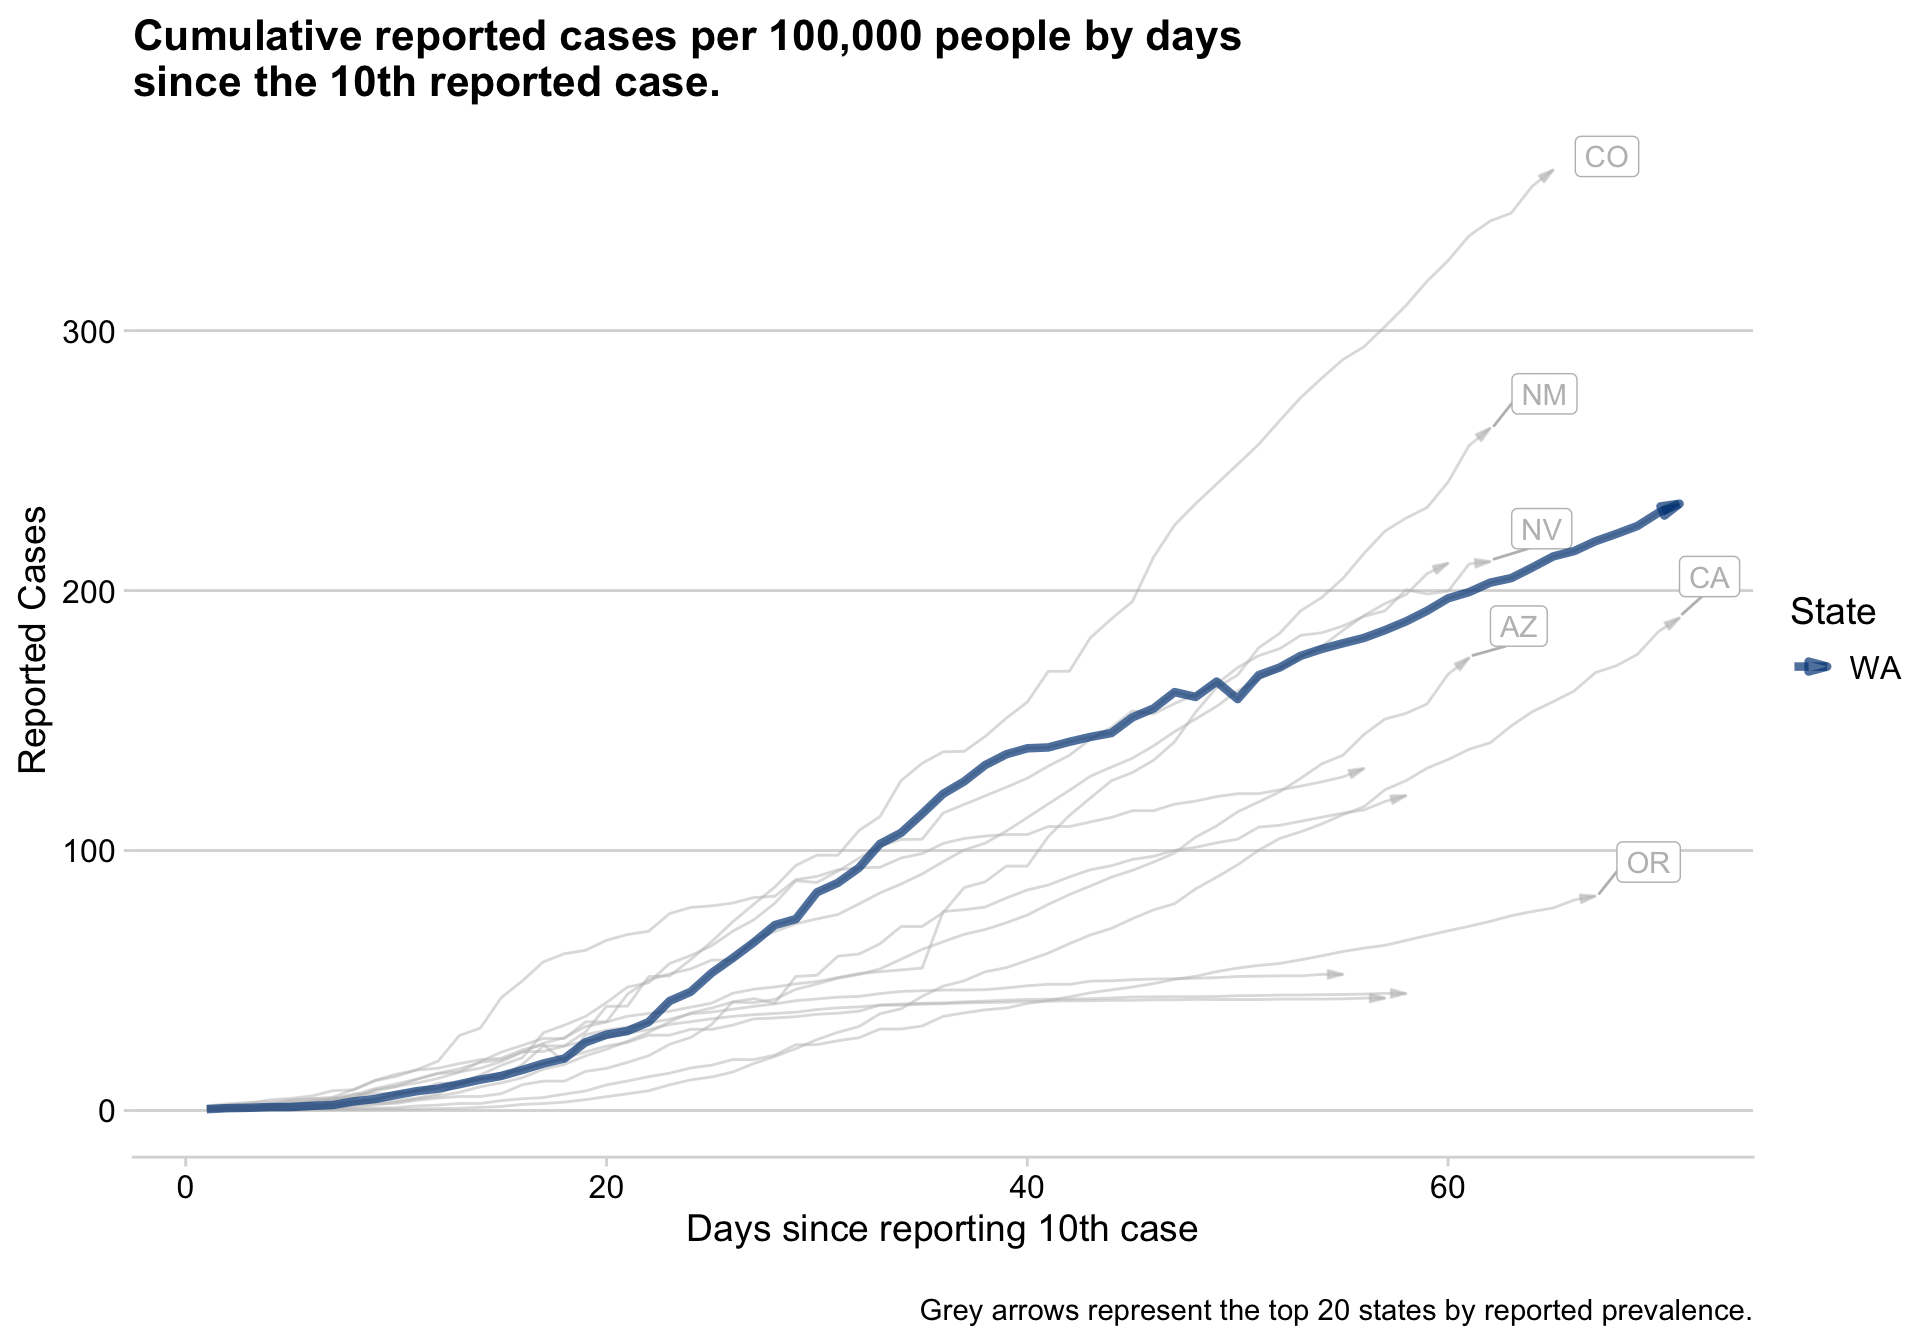 Cumulative reported cases per 100,000 people by days
since the 10th reported case.
CO
300
NM
NV
200
CA
AZ
State
WA
Reported Cases
100
OR
0
0 20 40 60
Days since reporting 10th case
Grey arrows represent the top 20 states by reported prevalence.